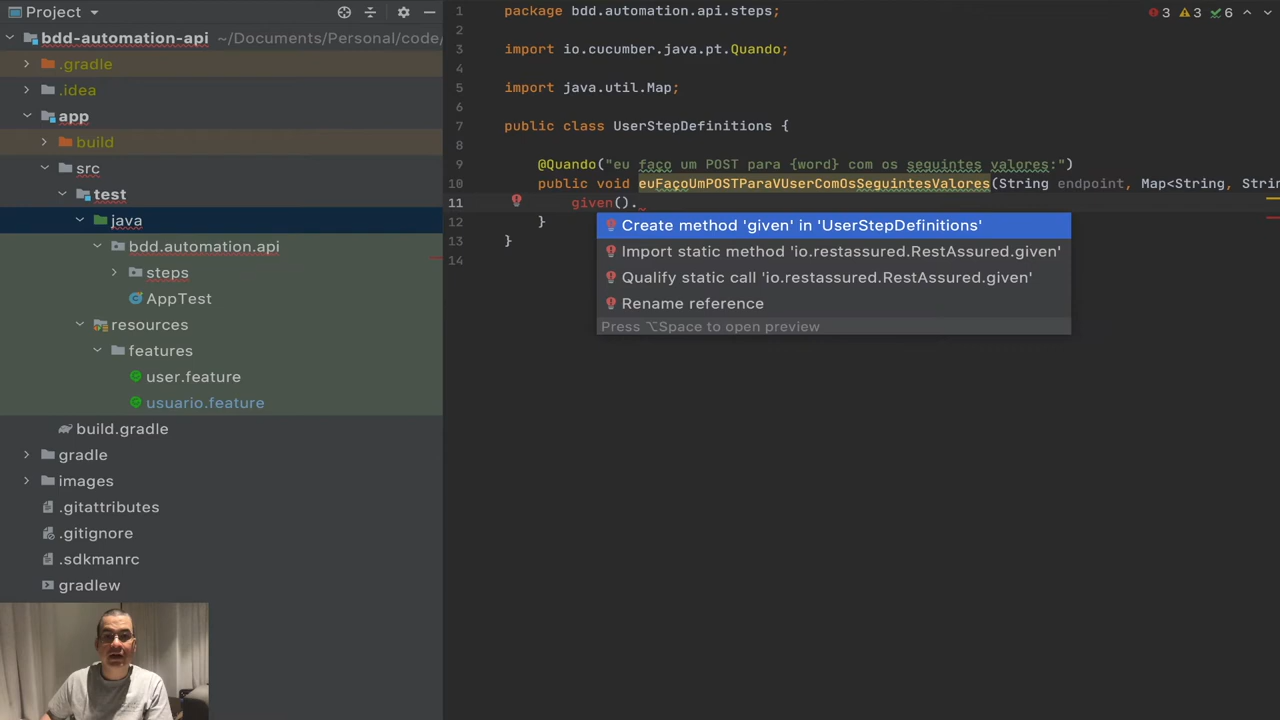 Project
bdd-automation-api ~/Documents/Personal/code/
.gradle
.idea
app
build
src
test
java
bdd.automation.api
steps
AppTest
resources
features
user.feature
usuario.feature
build.gradle
gradle
images
.gitattributes
.gitignore
.sdkmanrc
gradlew
3 3 6
1 package bdd.automation.api.steps;
2
3 import io.cucumber.java.pt.Quando;
4
5 import java.util.Map;
6
7 public class UserStepDefinitions {
8
9 @Quando("eu faço um POST para {word} com os seguintes valores:")
10 public void euFaçoUmPOSTParaVUserComOsSeguintesValores(String endpoint, Map<String, Strin
11 given().
12 }
13 }
14
Create method 'given' in 'UserStepDefinitions'
Import static method 'io.restassured.RestAssured.given'
Qualify static call 'io.restassured.RestAssured.given'
Rename reference
Press ⌥Space to open preview